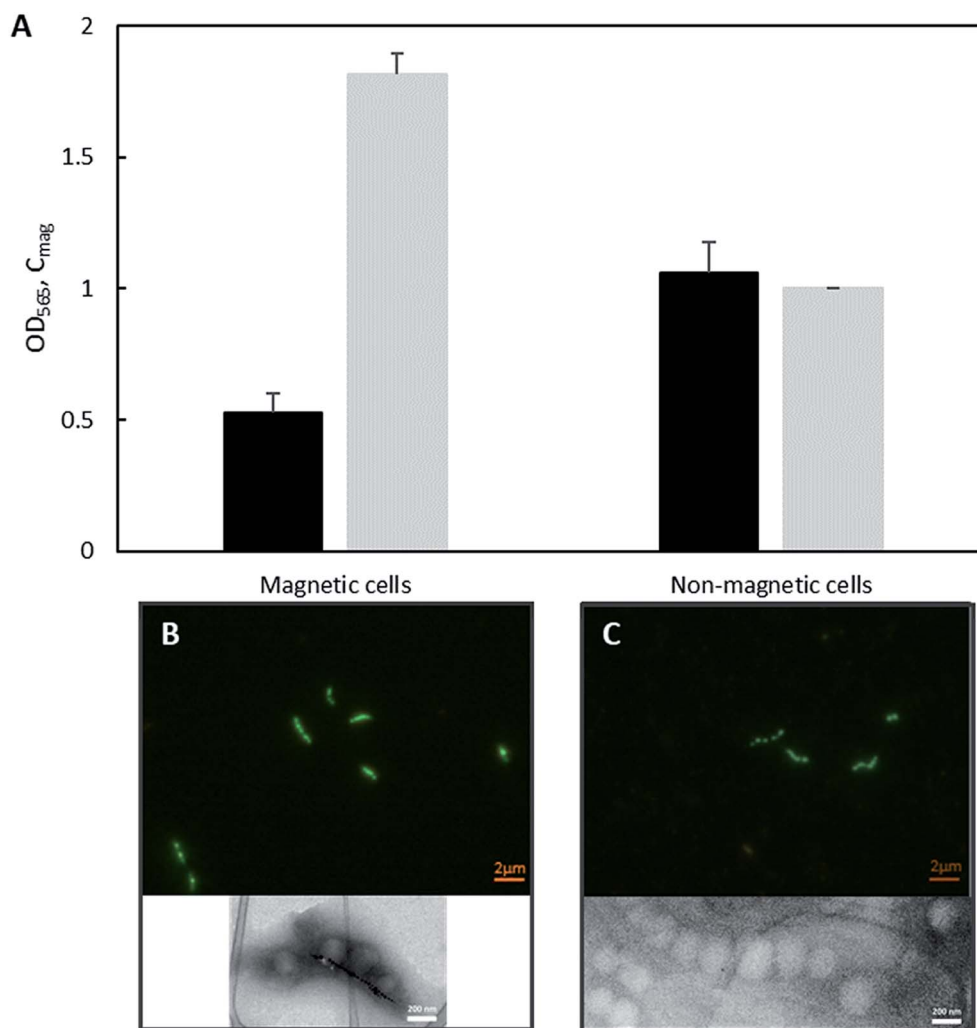 A
2
1.5
1
0.5
0
OD565, Cmag
Magnetic cells
Non-magnetic cells
B
C
2μm
2μm
200 nm
200 nm